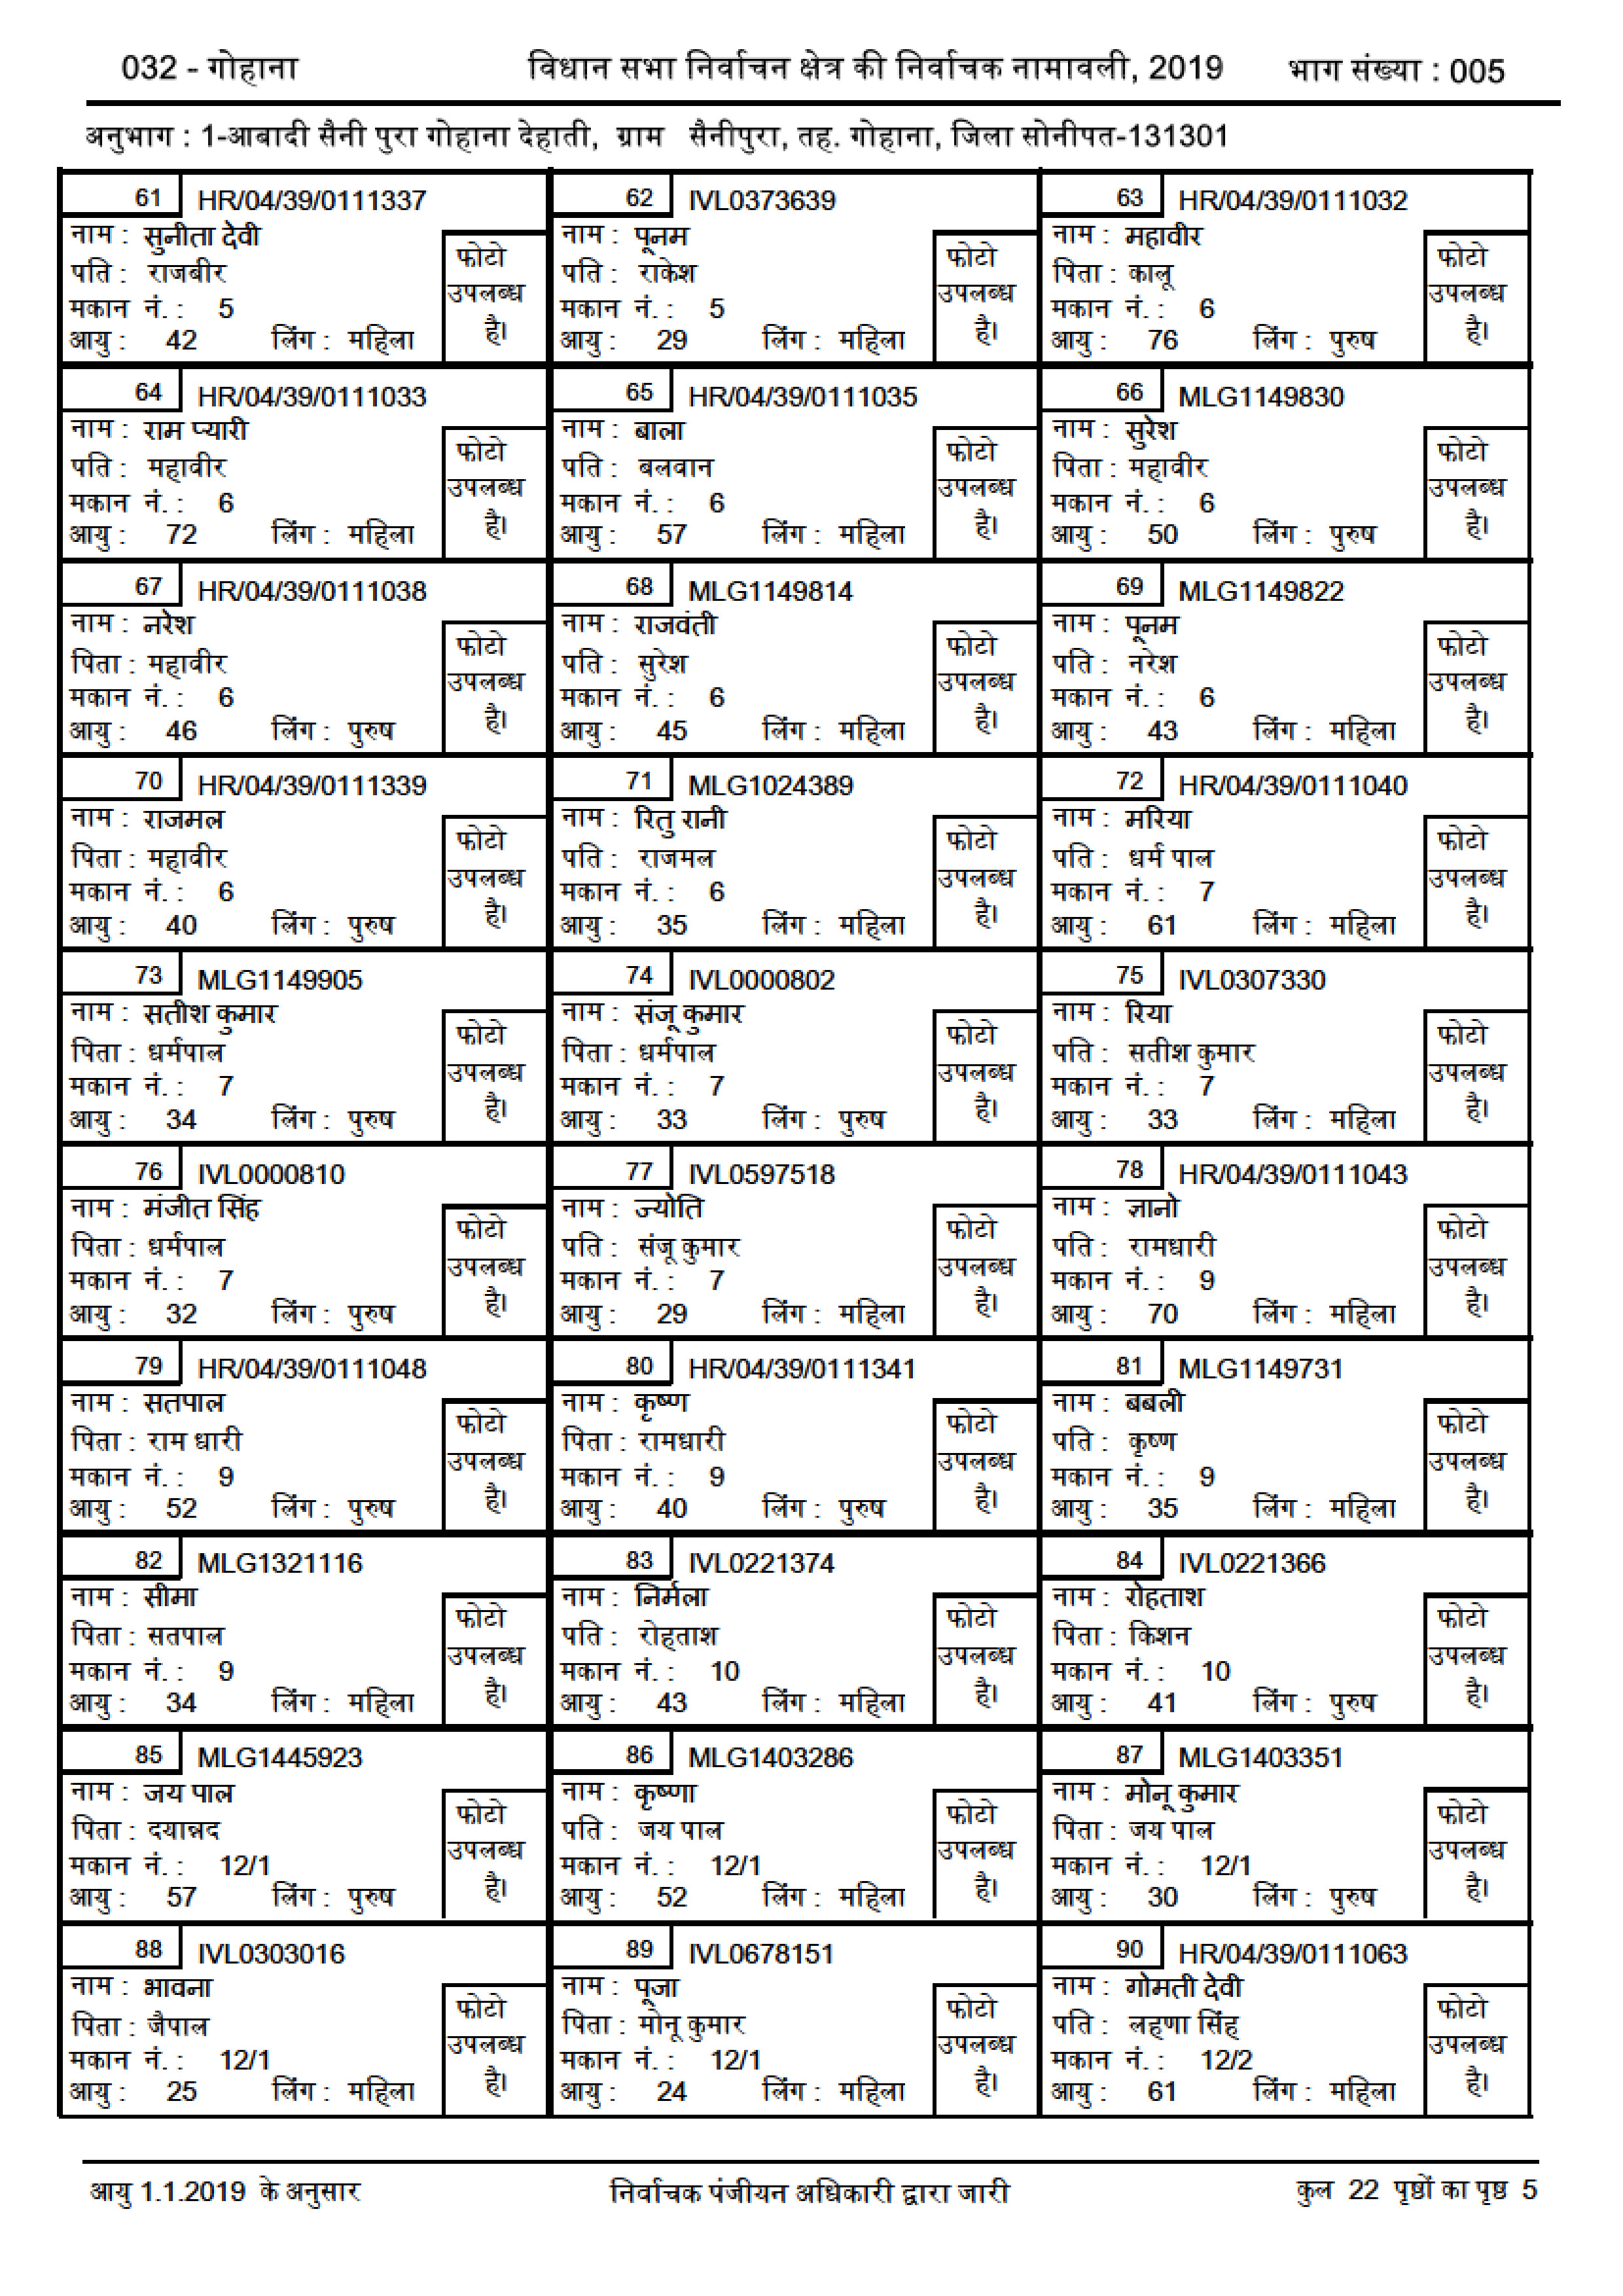 032 - गोहाना विधान सभा निर्वाचन क्षेत्र की निर्वाचक नामावली, 2019 भाग संख्या : 005
अनुभाग : 1-आबादी सैनी पुरा गोहाना देहाती, ग्राम सैनीपुरा, तह. गोहाना, जिला सोनीपत-131301
61 HR/04/39/0111337
नाम : सुनीता देवी
पति : राजबीर
मकान नं. : 5
आयु : 42 लिंग : महिला
फोटो
उपलब्ध
है।
62 IVL0373639
नाम : पूनम
पति : राकेश
मकान नं. : 5
आयु : 29 लिंग : महिला
फोटो
उपलब्ध
है।
63 HR/04/39/0111032
नाम : महावीर
पिता : कालू
मकान नं. : 6
आयु : 76 लिंग : पुरुष
फोटो
उपलब्ध
है।
64 HR/04/39/0111033
नाम : राम प्यारी
पति : महावीर
मकान नं. : 6
आयु : 72 लिंग : महिला
फोटो
उपलब्ध
है।
65 HR/04/39/0111035
नाम : बाला
पति : बलवान
मकान नं. : 6
आयु : 57 लिंग : महिला
फोटो
उपलब्ध
है।
66 MLG1149830
नाम : सुरेश
पिता : महावीर
मकान नं. : 6
आयु : 50 लिंग : पुरुष
फोटो
उपलब्ध
है।
67 HR/04/39/0111038
नाम : नरेश
पिता : महावीर
मकान नं. : 6
आयु : 46 लिंग : पुरुष
फोटो
उपलब्ध
है।
68 MLG1149814
नाम : राजवंती
पति : सुरेश
मकान नं. : 6
आयु : 45 लिंग : महिला
फोटो
उपलब्ध
है।
69 MLG1149822
नाम : पूनम
पति : नरेश
मकान नं. : 6
आयु : 43 लिंग : महिला
फोटो
उपलब्ध
है।
70 HR/04/39/0111339
नाम : राजमल
पिता : महावीर
मकान नं. : 6
आयु : 40 लिंग : पुरुष
फोटो
उपलब्ध
है।
71 MLG1024389
नाम : रितु रानी
पति : राजमल
मकान नं. : 6
आयु : 35 लिंग : महिला
फोटो
उपलब्ध
है।
72 HR/04/39/0111040
नाम : मरिया
पति : धर्म पाल
मकान नं. : 7
आयु : 61 लिंग : महिला
फोटो
उपलब्ध
है।
73 MLG1149905
नाम : सतीश कुमार
पिता : धर्मपाल
मकान नं. : 7
आयु : 34 लिंग : पुरुष
फोटो
उपलब्ध
है।
74 IVL0000802
नाम : संजू कुमार
पिता : धर्मपाल
मकान नं. : 7
आयु : 33 लिंग : पुरुष
फोटो
उपलब्ध
है।
75 IVL0307330
नाम : रिया
पति : सतीश कुमार
मकान नं. : 7
आयु : 33 लिंग : महिला
फोटो
उपलब्ध
है।
76 IVL0000810
नाम : मंजीत सिंह
पिता : धर्मपाल
मकान नं. : 7
आयु : 32 लिंग : पुरुष
फोटो
उपलब्ध
है।
77 IVL0597518
नाम : ज्योति
पति : संजू कुमार
मकान नं. : 7
आयु : 29 लिंग : महिला
फोटो
उपलब्ध
है।
78 HR/04/39/0111043
नाम : ज्ञानो
पति : रामधारी
मकान नं. : 9
आयु : 70 लिंग : महिला
फोटो
उपलब्ध
है।
79 HR/04/39/0111048
नाम : सतपाल
पिता : राम धारी
मकान नं. : 9
आयु : 52 लिंग : पुरुष
फोटो
उपलब्ध
है।
80 HR/04/39/0111341
नाम : कृष्ण
पिता : रामधारी
मकान नं. : 9
आयु : 40 लिंग : पुरुष
फोटो
उपलब्ध
है।
81 MLG1149731
नाम : बबली
पति : कृष्ण
मकान नं. : 9
आयु : 35 लिंग : महिला
फोटो
उपलब्ध
है।
82 MLG1321116
नाम : सीमा
पिता : सतपाल
मकान नं. : 9
आयु : 34 लिंग : महिला
फोटो
उपलब्ध
है।
83 IVL0221374
नाम : निर्मला
पति : रोहताश
मकान नं. : 10
आयु : 43 लिंग : महिला
फोटो
उपलब्ध
है।
84 IVL0221366
नाम : रोहताश
पिता : किशन
मकान नं. : 10
आयु : 41 लिंग : पुरुष
फोटो
उपलब्ध
है।
85 MLG1445923
नाम : जय पाल
पिता : दयान्नद
मकान नं. : 12/1
आयु : 57 लिंग : पुरुष
फोटो
उपलब्ध
है।
86 MLG1403286
नाम : कृष्णा
पति : जय पाल
मकान नं. : 12/1
आयु : 52 लिंग : महिला
फोटो
उपलब्ध
है।
87 MLG1403351
नाम : मोनू कुमार
पिता : जय पाल
मकान नं. : 12/1
आयु : 30 लिंग : पुरुष
फोटो
उपलब्ध
है।
88 IVL0303016
नाम : भावना
पिता : जैपाल
मकान नं. : 12/1
आयु : 25 लिंग : महिला
फोटो
उपलब्ध
है।
89 IVL0678151
नाम : पूजा
पिता : मोनू कुमार
मकान नं. : 12/1
आयु : 24 लिंग : महिला
फोटो
उपलब्ध
है।
90 HR/04/39/0111063
नाम : गोमती देवी
पति : लहणा सिंह
मकान नं. : 12/2
आयु : 61 लिंग : महिला
फोटो
उपलब्ध
है।
आयु 1.1.2019 के अनुसार निर्वाचक पंजीयन अधिकारी द्वारा जारी कुल 22 पृष्ठों का पृष्ठ 5